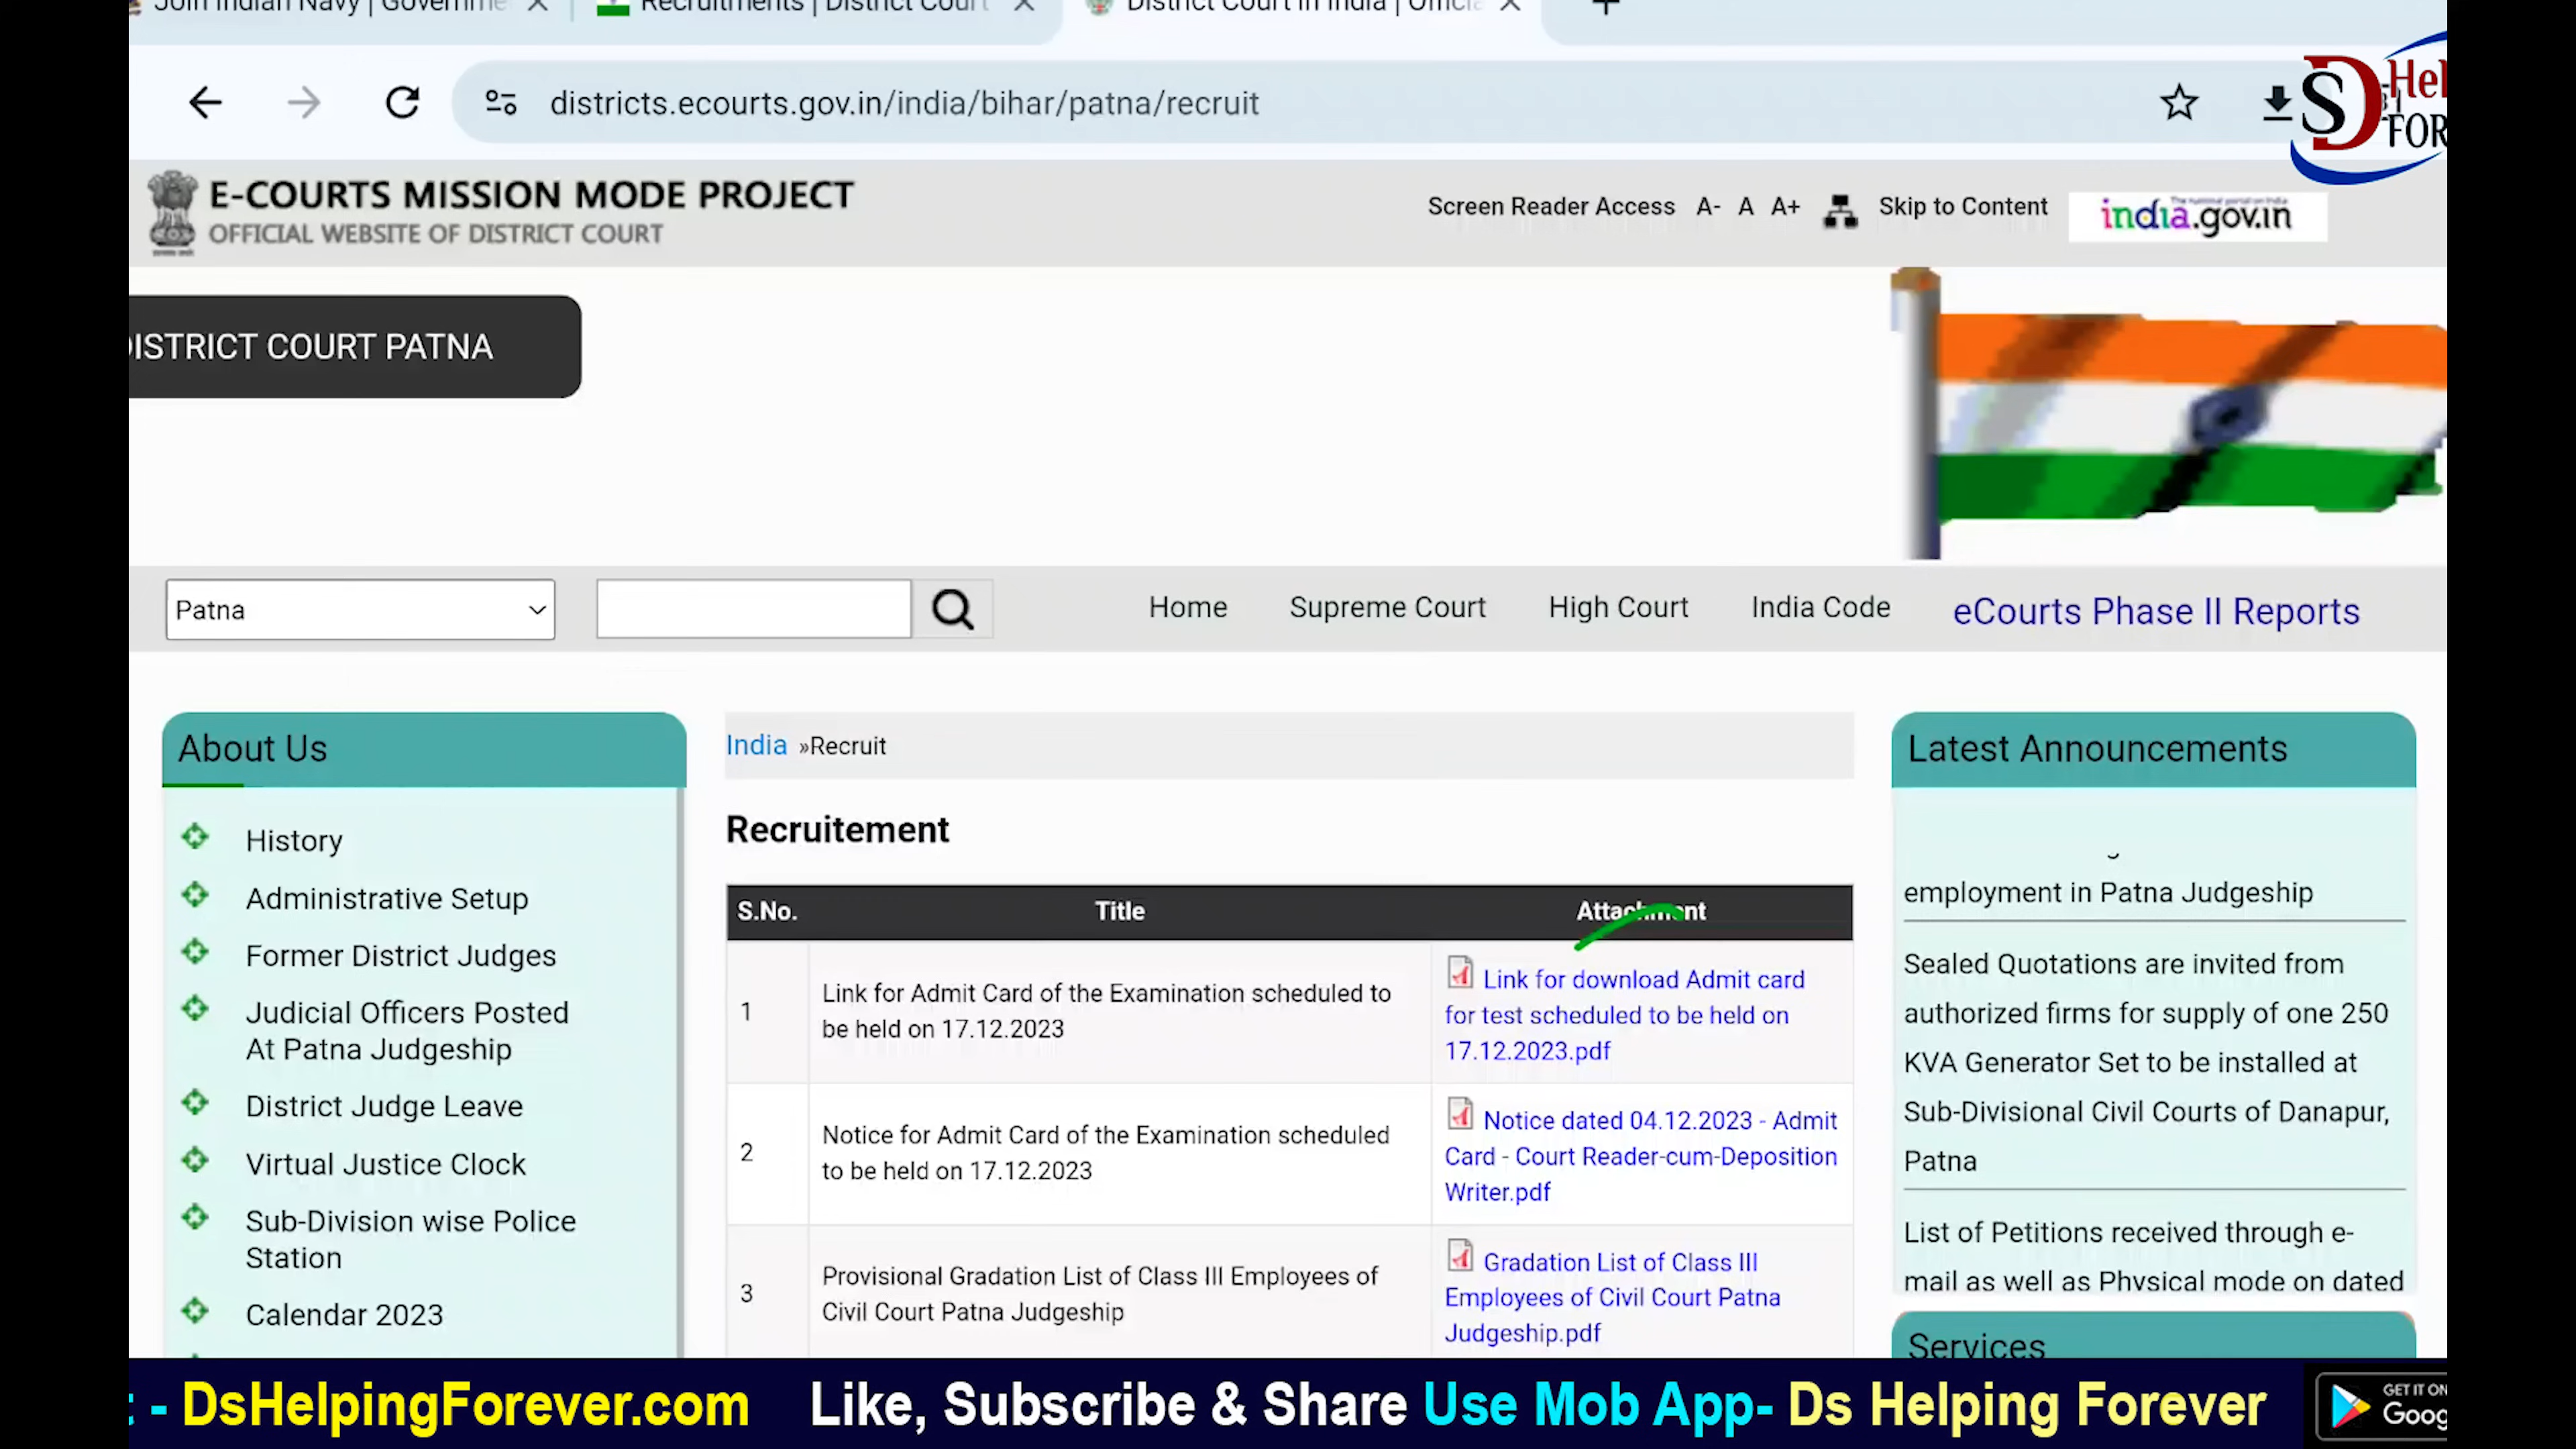 Join Indian Navy | Governme
Recruitments | District Court
District Court in India | Officia
districts.ecourts.gov.in/india/bihar/patna/recruit
SD Hel
FOR
E-COURTS MISSION MODE PROJECT
OFFICIAL WEBSITE OF DISTRICT COURT
Screen Reader Access A- A A+ Skip to Content
india.gov.in
DISTRICT COURT PATNA
Patna
Home Supreme Court High Court India Code eCourts Phase II Reports
About Us
History
Administrative Setup
Former District Judges
Judicial Officers Posted
At Patna Judgeship
District Judge Leave
Virtual Justice Clock
Sub-Division wise Police
Station
Calendar 2023
India »Recruit
Recruitement
S.No. Title Attachment
1
Link for Admit Card of the Examination scheduled to
be held on 17.12.2023
Link for download Admit card
for test scheduled to be held on
17.12.2023.pdf
2
Notice for Admit Card of the Examination scheduled
to be held on 17.12.2023
Notice dated 04.12.2023 - Admit
Card - Court Reader-cum-Deposition
Writer.pdf
3
Provisional Gradation List of Class III Employees of
Civil Court Patna Judgeship
Gradation List of Class III
Employees of Civil Court Patna
Judgeship.pdf
Latest Announcements
employment in Patna Judgeship
Sealed Quotations are invited from
authorized firms for supply of one 250
KVA Generator Set to be installed at
Sub-Divisional Civil Courts of Danapur,
Patna
List of Petitions received through e-
mail as well as Physical mode on dated
Services
- DsHelpingForever.com Like, Subscribe & Share Use Mob App- Ds Helping Forever
GET IT ON
Goog